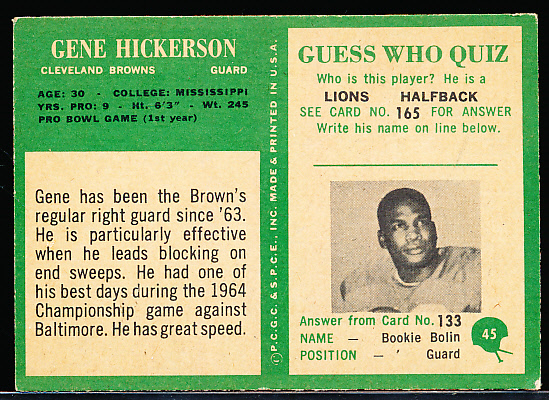 GENE HICKERSON
CLEVELAND BROWNS GUARD
AGE: 30 - COLLEGE: MISSISSIPPI
YRS. PRO: 9 - Ht. 6'3" - Wt. 245
PRO BOWL GAME (1st year)
Gene has been the Brown's
regular right guard since '63.
He is particularly effective
when he leads blocking on
end sweeps. He had one of
his best days during the 1964
Championship game against
Baltimore. He has great speed.
© P.C.G.C. & S.P.C.E., INC. MADE & PRINTED IN U.S.A.
GUESS WHO QUIZ
Who is this player? He is a
LIONS HALFBACK
SEE CARD NO. 165 FOR ANSWER
Write his name on line below.
Answer from Card No. 133
NAME — Bookie Bolin
POSITION — ' Guard
45